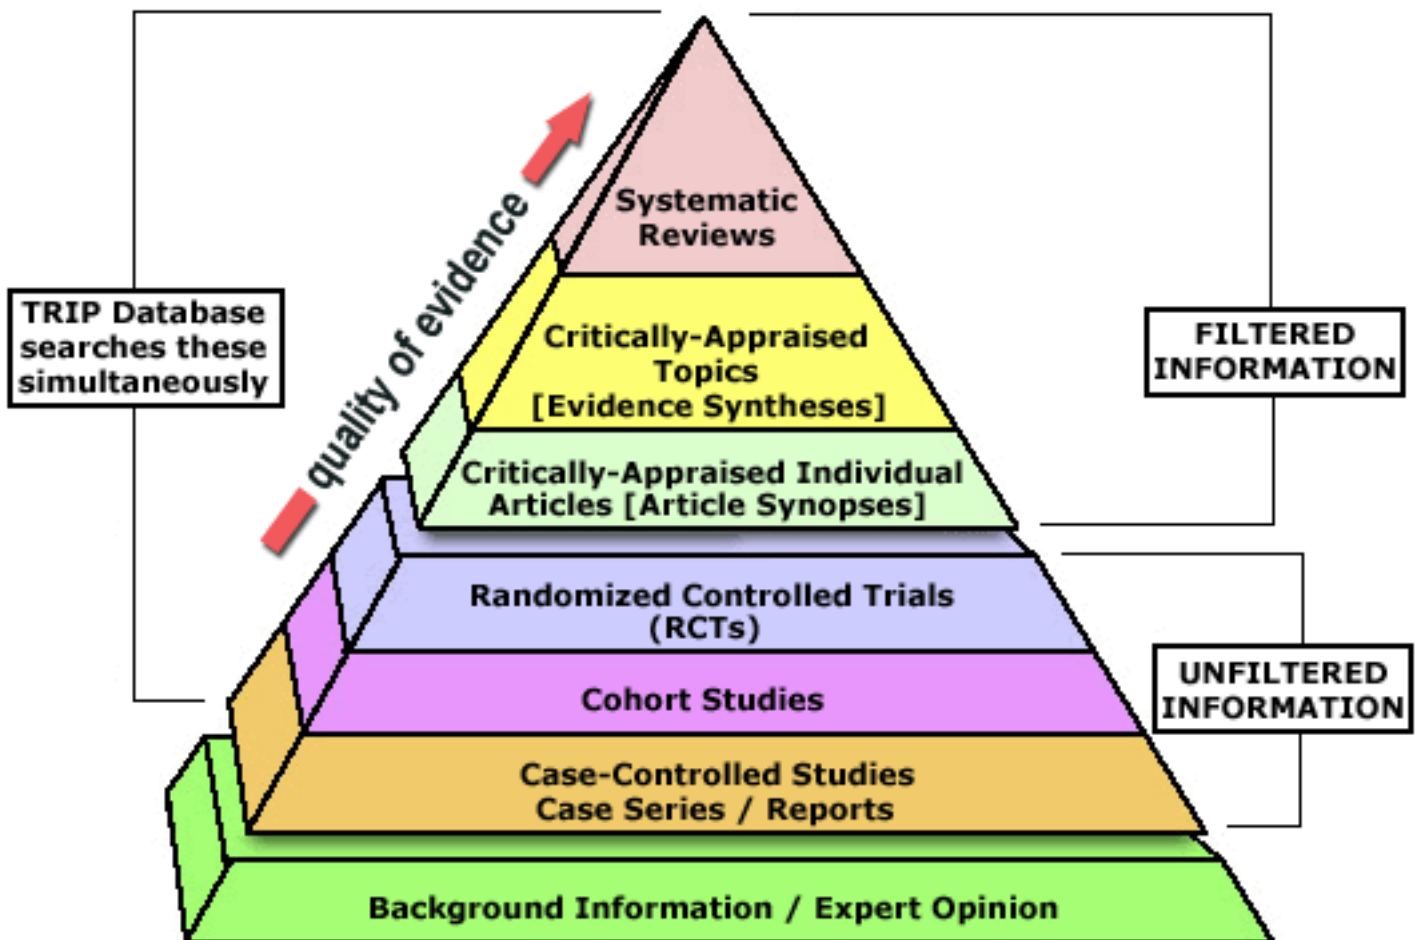 Systematic
Reviews
quality of evidence
TRIP Database
searches these
simultaneously
FILTERED
INFORMATION
Critically-Appraised
Topics
[Evidence Syntheses]
Critically-Appraised Individual
Articles [Article Synopses]
Randomized Controlled Trials
(RCTs)
UNFILTERED
INFORMATION
Cohort Studies
Case-Controlled Studies
Case Series / Reports
Background Information / Expert Opinion